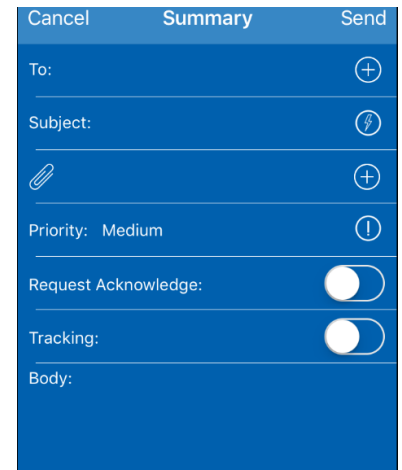 Cancel Summary Send
To:
Subject:
Priority: Medium
Request Acknowledge:
Tracking:
Body: